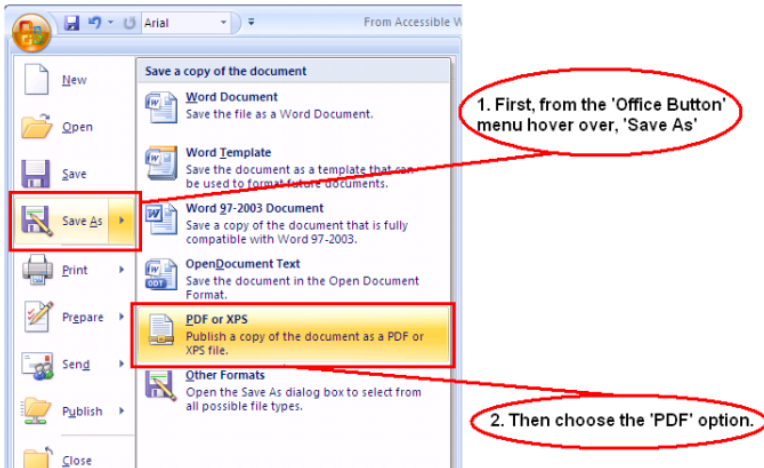 Arial
From Accessible W
New
Open
Save
Save As
Print
Prepare
Send
Publish
Close
Save a copy of the document
Word Document
Save the file as a Word Document.
Word Template
Save the document as a template that can
be used to format future documents.
Word 97-2003 Document
Save a copy of the document that is fully
compatible with Word 97-2003.
OpenDocument Text
Save the document in the Open Document
Format.
PDF or XPS
Publish a copy of the document as a PDF or
XPS file.
Other Formats
Open the Save As dialog box to select from
all possible file types.
1. First, from the 'Office Button'
menu hover over, 'Save As'
2. Then choose the 'PDF' option.
ODT